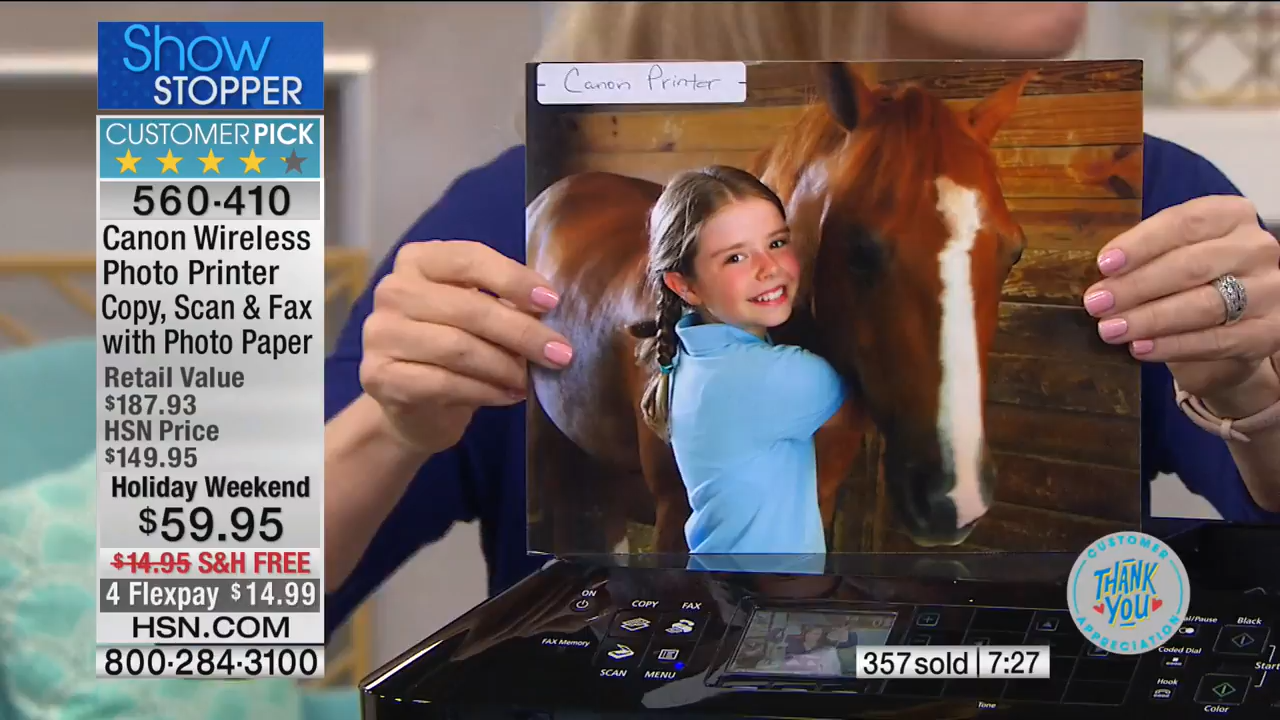 Show
STOPPER
CUSTOMER PICK
560-410
Canon Wireless
Photo Printer
Copy, Scan & Fax
with Photo Paper
Retail Value
$187.93
HSN Price
$149.95
Holiday Weekend
$59.95
$14.95 S&H FREE
4 Flexpay $14.99
HSN.COM
800-284-3100
Canon Printer
ON
COPY FAX
FAX Memory
SCAN MENU
CUSTOMER
THANK
YOU
APPRECIATION
357 sold 7:27
al/Pause
Black
Coded Dial
Hook
Start
Tone
Color